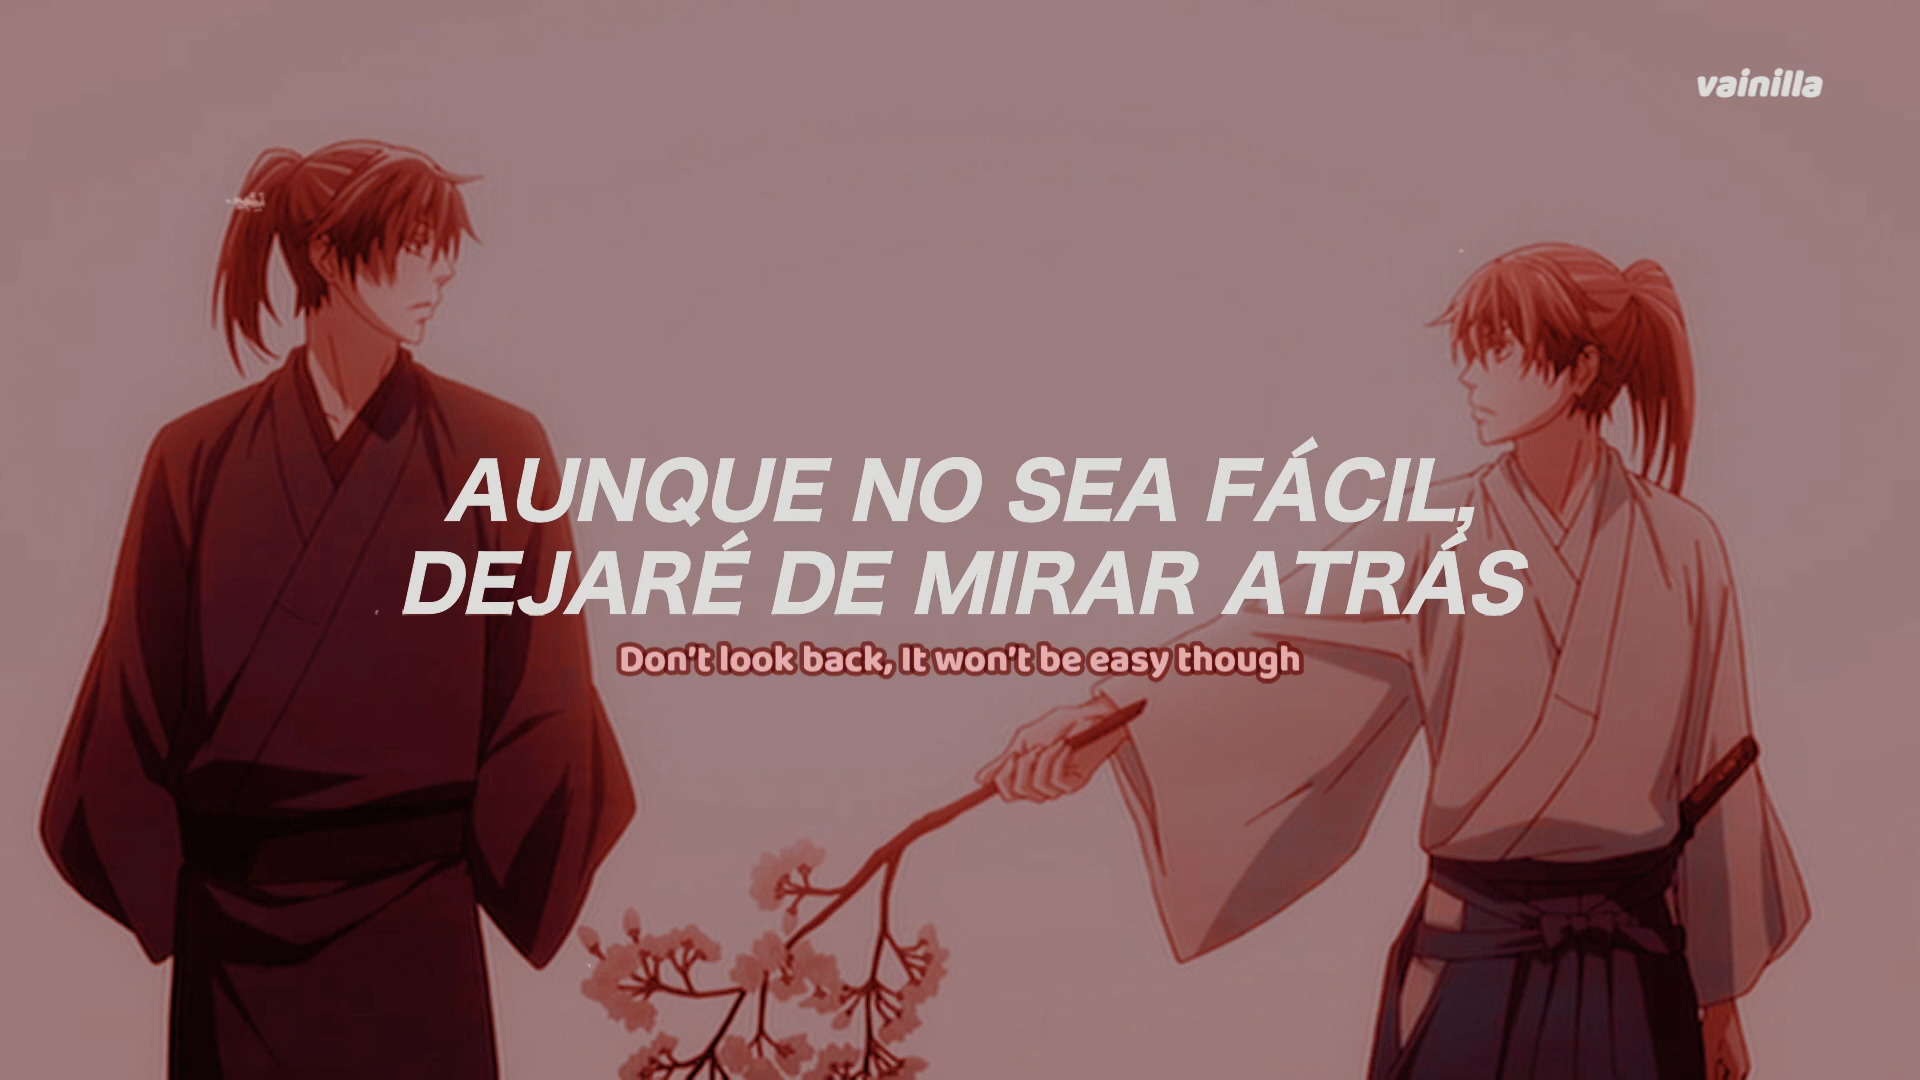 vainilla
AUNQUE NO SEA FÁCIL,
DEJARÉ DE MIRAR ATRÁS
Don't look back, It won't be easy though